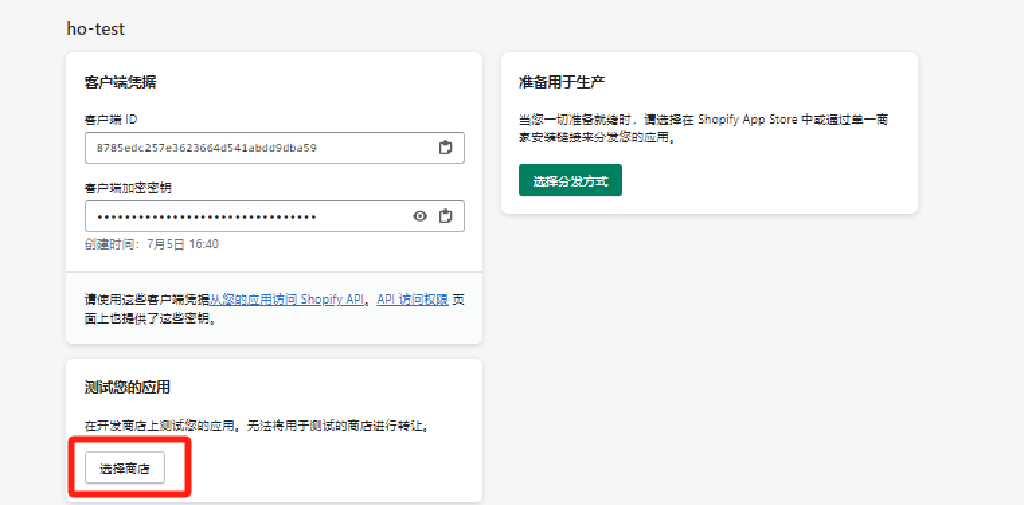 ho-test
客户端凭据
客户端 ID
8785edc257e3623664d541abdd9dba59
客户端加密密钥
••••••••••••••••••••••••••••••••
创建时间：7月5日 16:40
请使用这些客户端凭据从您的应用访问 Shopify API。API 访问权限 页
面上也提供了这些密钥。
测试您的应用
在开发商店上测试您的应用。无法将用于测试的商店进行转让。
选择商店
准备用于生产
当您一切准备就绪时，请选择在 Shopify App Store 中或通过单一商
家安装链接来分发您的应用。
选择分发方式